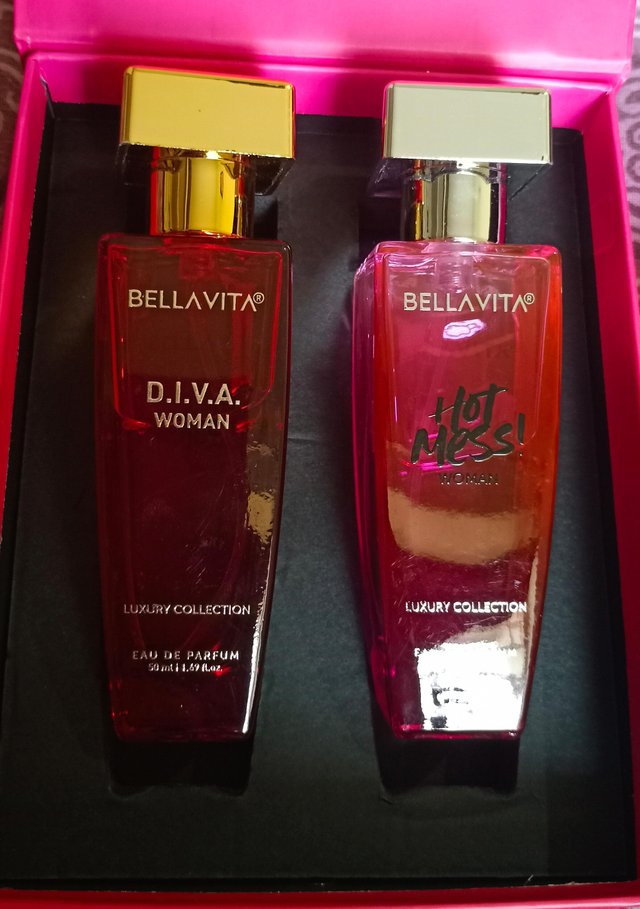 BELLAVITA®
D.I.V.A.
WOMAN
LUXURY COLLECTION
EAU DE PARFUM
50 ml | 1.69 fl.oz.
BELLAVITA®
HOT
MESS!
WOMAN
LUXURY COLLECTION